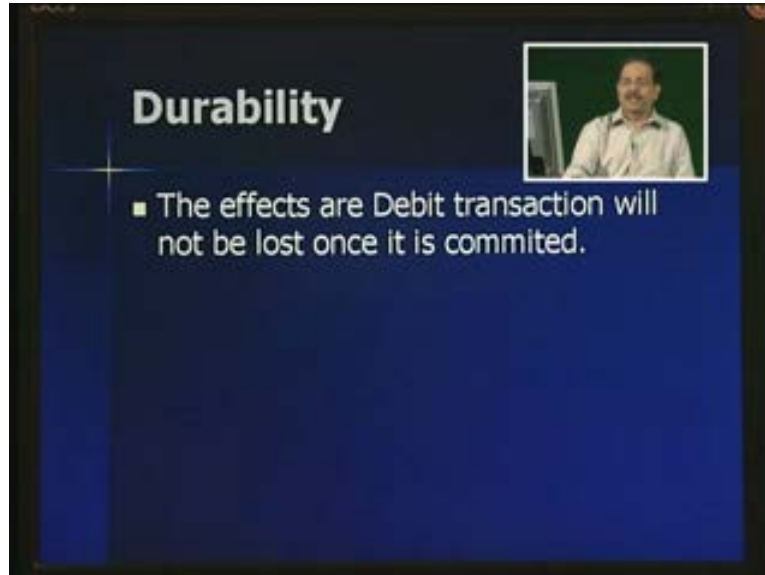 Durability
The effects are Debit transaction will
not be lost once it is commited.